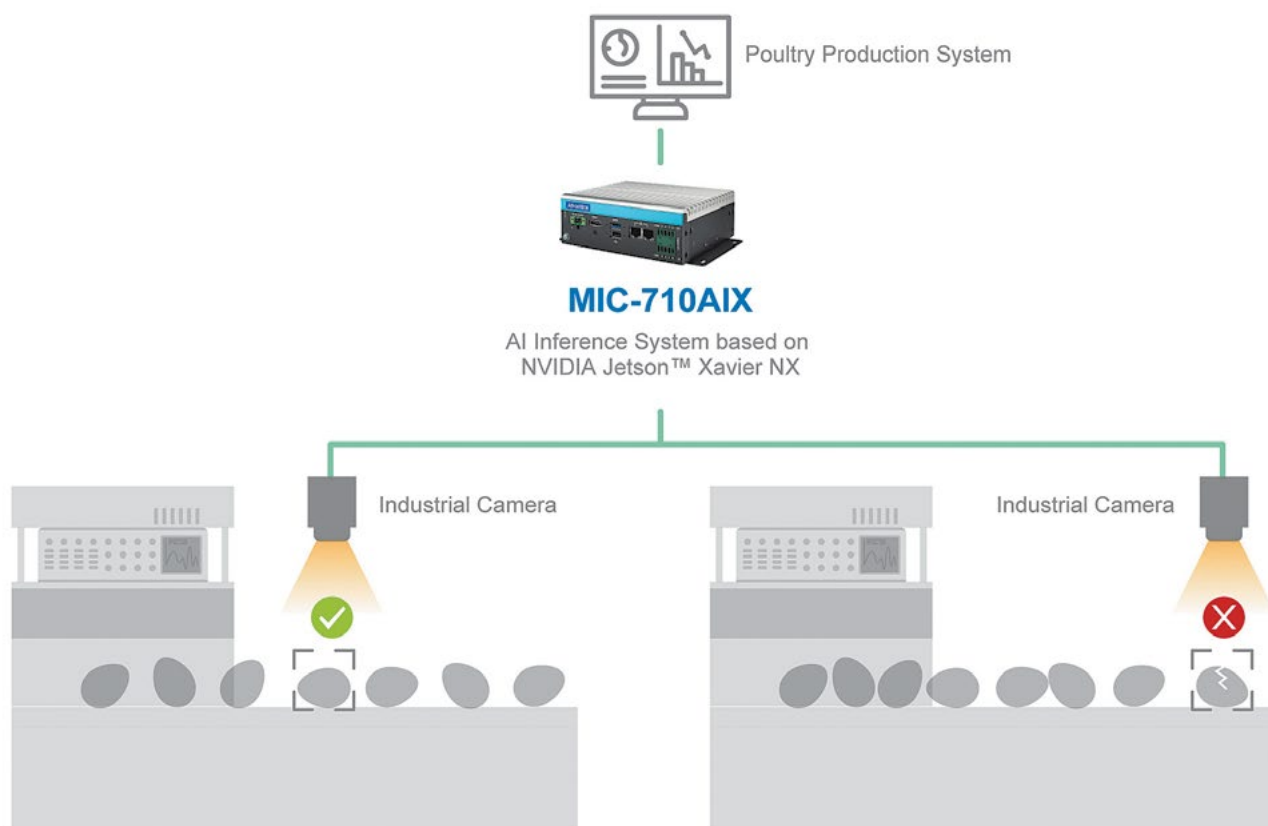 Poultry Production System
MIC-710AIX
AI Inference System based on
NVIDIA Jetson™ Xavier NX
Industrial Camera
Industrial Camera